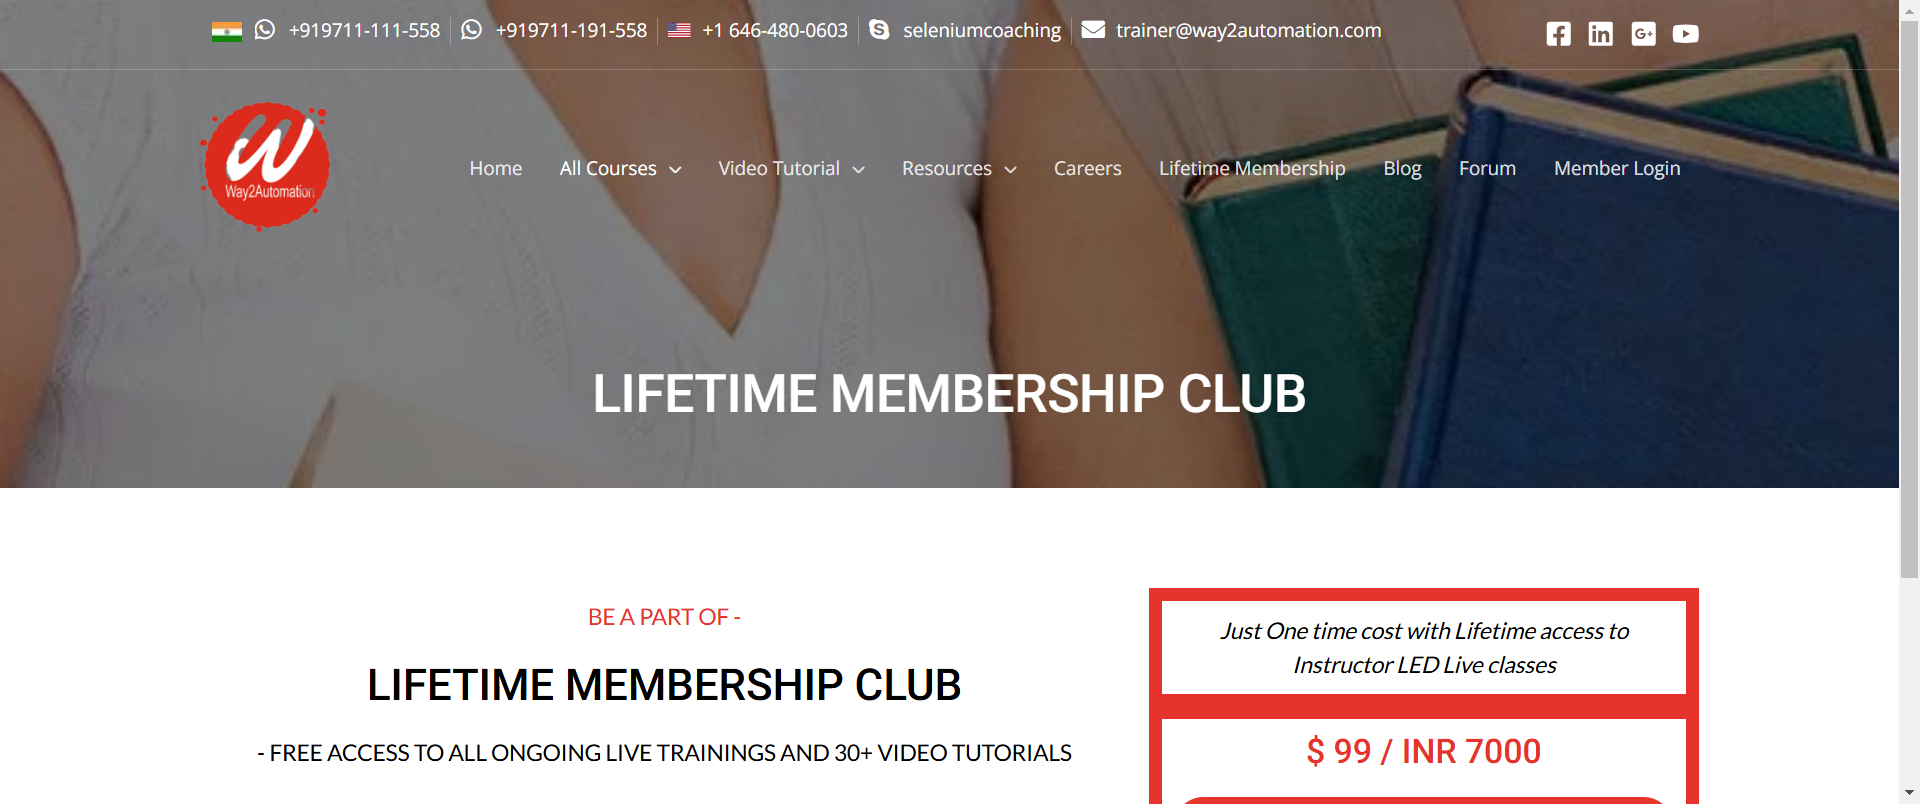 +919711-111-558 +919711-191-558 +1 646-480-0603 seleniumcoaching trainer@way2automation.com
Way2Automation
Home All Courses Video Tutorial Resources Careers Lifetime Membership Blog Forum Member Login
LIFETIME MEMBERSHIP CLUB
BE A PART OF -
LIFETIME MEMBERSHIP CLUB
- FREE ACCESS TO ALL ONGOING LIVE TRAININGS AND 30+ VIDEO TUTORIALS
Just One time cost with Lifetime access to
Instructor LED Live classes
$ 99 / INR 7000